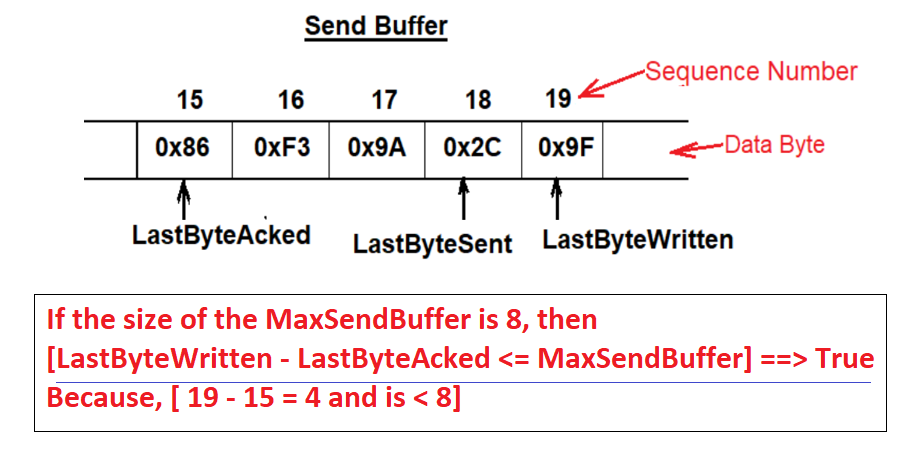 Send Buffer
Sequence Number
15 16 17 18 19
0x86 0xF3 0x9A 0x2C 0x9F
Data Byte
LastByteAcked LastByteSent LastByteWritten
If the size of the MaxSendBuffer is 8, then
[LastByteWritten - LastByteAcked <= MaxSendBuffer] ==> True
Because, [ 19 - 15 = 4 and is < 8]